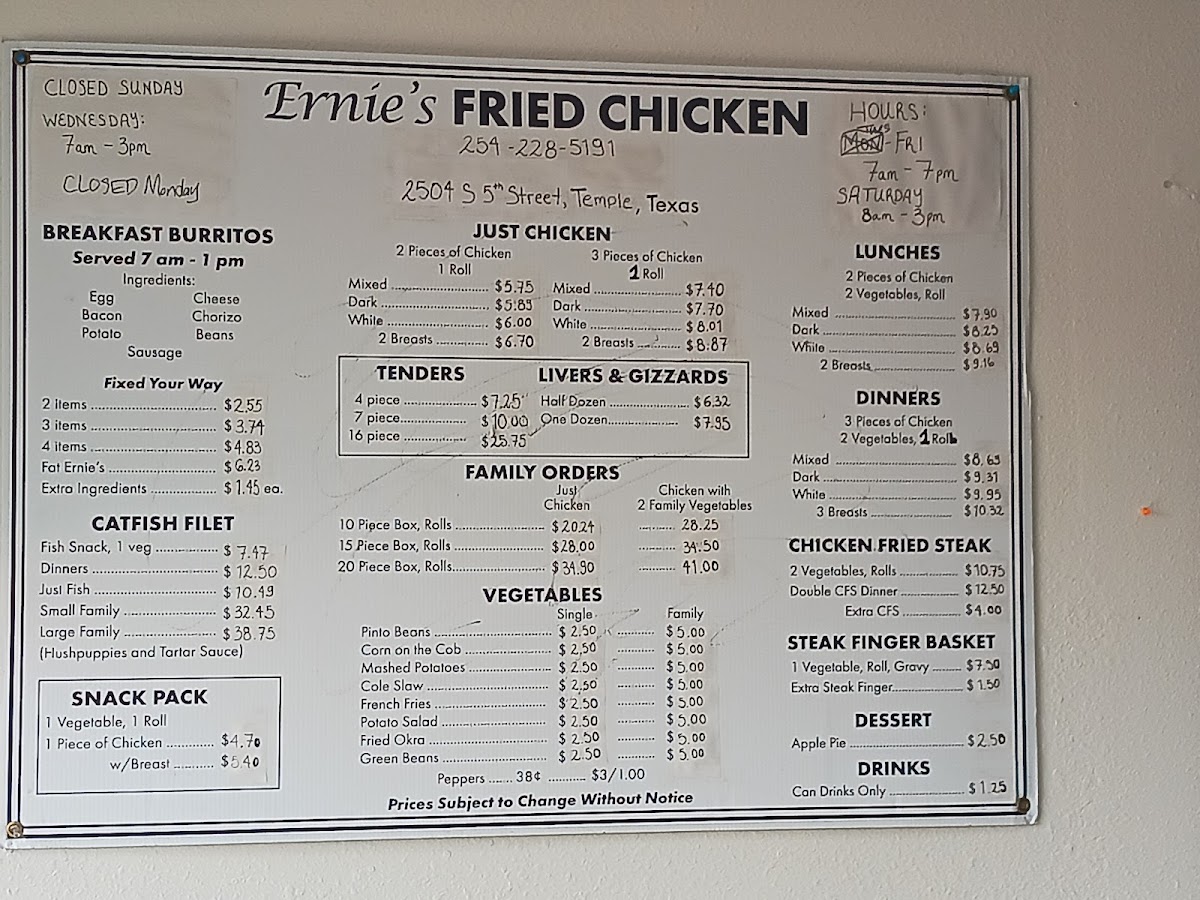 CLOSED SUNDAY
WEDNESDAY:
7am - 3pm
CLOSED Monday
Ernie's FRIED CHICKEN
254-228-5191
2504 S 5th Street, Temple, Texas
HOURS:
Tues
Mon - FRI
7am - 7pm
SATURDAY
8am - 3pm
BREAKFAST BURRITOS
Served 7 am - 1 pm
Ingredients:
Egg Cheese
Bacon Chorizo
Potato Beans
Sausage
Fixed Your Way
2 items $2.55
3 items $3.74
4 items $4.83
Fat Ernie's $6.23
Extra Ingredients $1.45 ea.
CATFISH FILET
Fish Snack, 1 veg $7.47
Dinners $12.50
Just Fish $10.49
Small Family $32.45
Large Family $38.75
(Hushpuppies and Tartar Sauce)
SNACK PACK
1 Vegetable, 1 Roll
1 Piece of Chicken $4.70
w/Breast $5.40
JUST CHICKEN
2 Pieces of Chicken
1 Roll
Mixed $5.75
Dark $5.89
White $6.00
2 Breasts $6.70
3 Pieces of Chicken
1 Roll
Mixed $7.40
Dark $7.70
White $8.01
2 Breasts $8.87
TENDERS
4 piece $7.25
7 piece $10.00
16 piece $25.75
LIVERS & GIZZARDS
Half Dozen $6.32
One Dozen $7.95
FAMILY ORDERS
Just Chicken with
Chicken 2 Family Vegetables
10 Piece Box, Rolls $20.24 28.25
15 Piece Box, Rolls $28.00 34.50
20 Piece Box, Rolls $34.90 41.00
VEGETABLES
Single Family
Pinto Beans $2.50 $5.00
Corn on the Cob $2.50 $5.00
Mashed Potatoes $2.50 $5.00
Cole Slaw $2.50 $5.00
French Fries $2.50 $5.00
Potato Salad $2.50 $5.00
Fried Okra $2.50 $5.00
Green Beans $2.50 $5.00
Peppers 38¢ $3/1.00
Prices Subject to Change Without Notice
LUNCHES
2 Pieces of Chicken
2 Vegetables, Roll
Mixed $7.90
Dark $8.25
White $8.69
2 Breasts $9.16
DINNERS
3 Pieces of Chicken
2 Vegetables, 1 Roll
Mixed $8.69
Dark $9.31
White $9.95
3 Breasts $10.32
CHICKEN FRIED STEAK
2 Vegetables, Rolls $10.75
Double CFS Dinner $12.50
Extra CFS $4.00
STEAK FINGER BASKET
1 Vegetable, Roll, Gravy $7.50
Extra Steak Finger $1.50
DESSERT
Apple Pie $2.50
DRINKS
Can Drinks Only $1.25